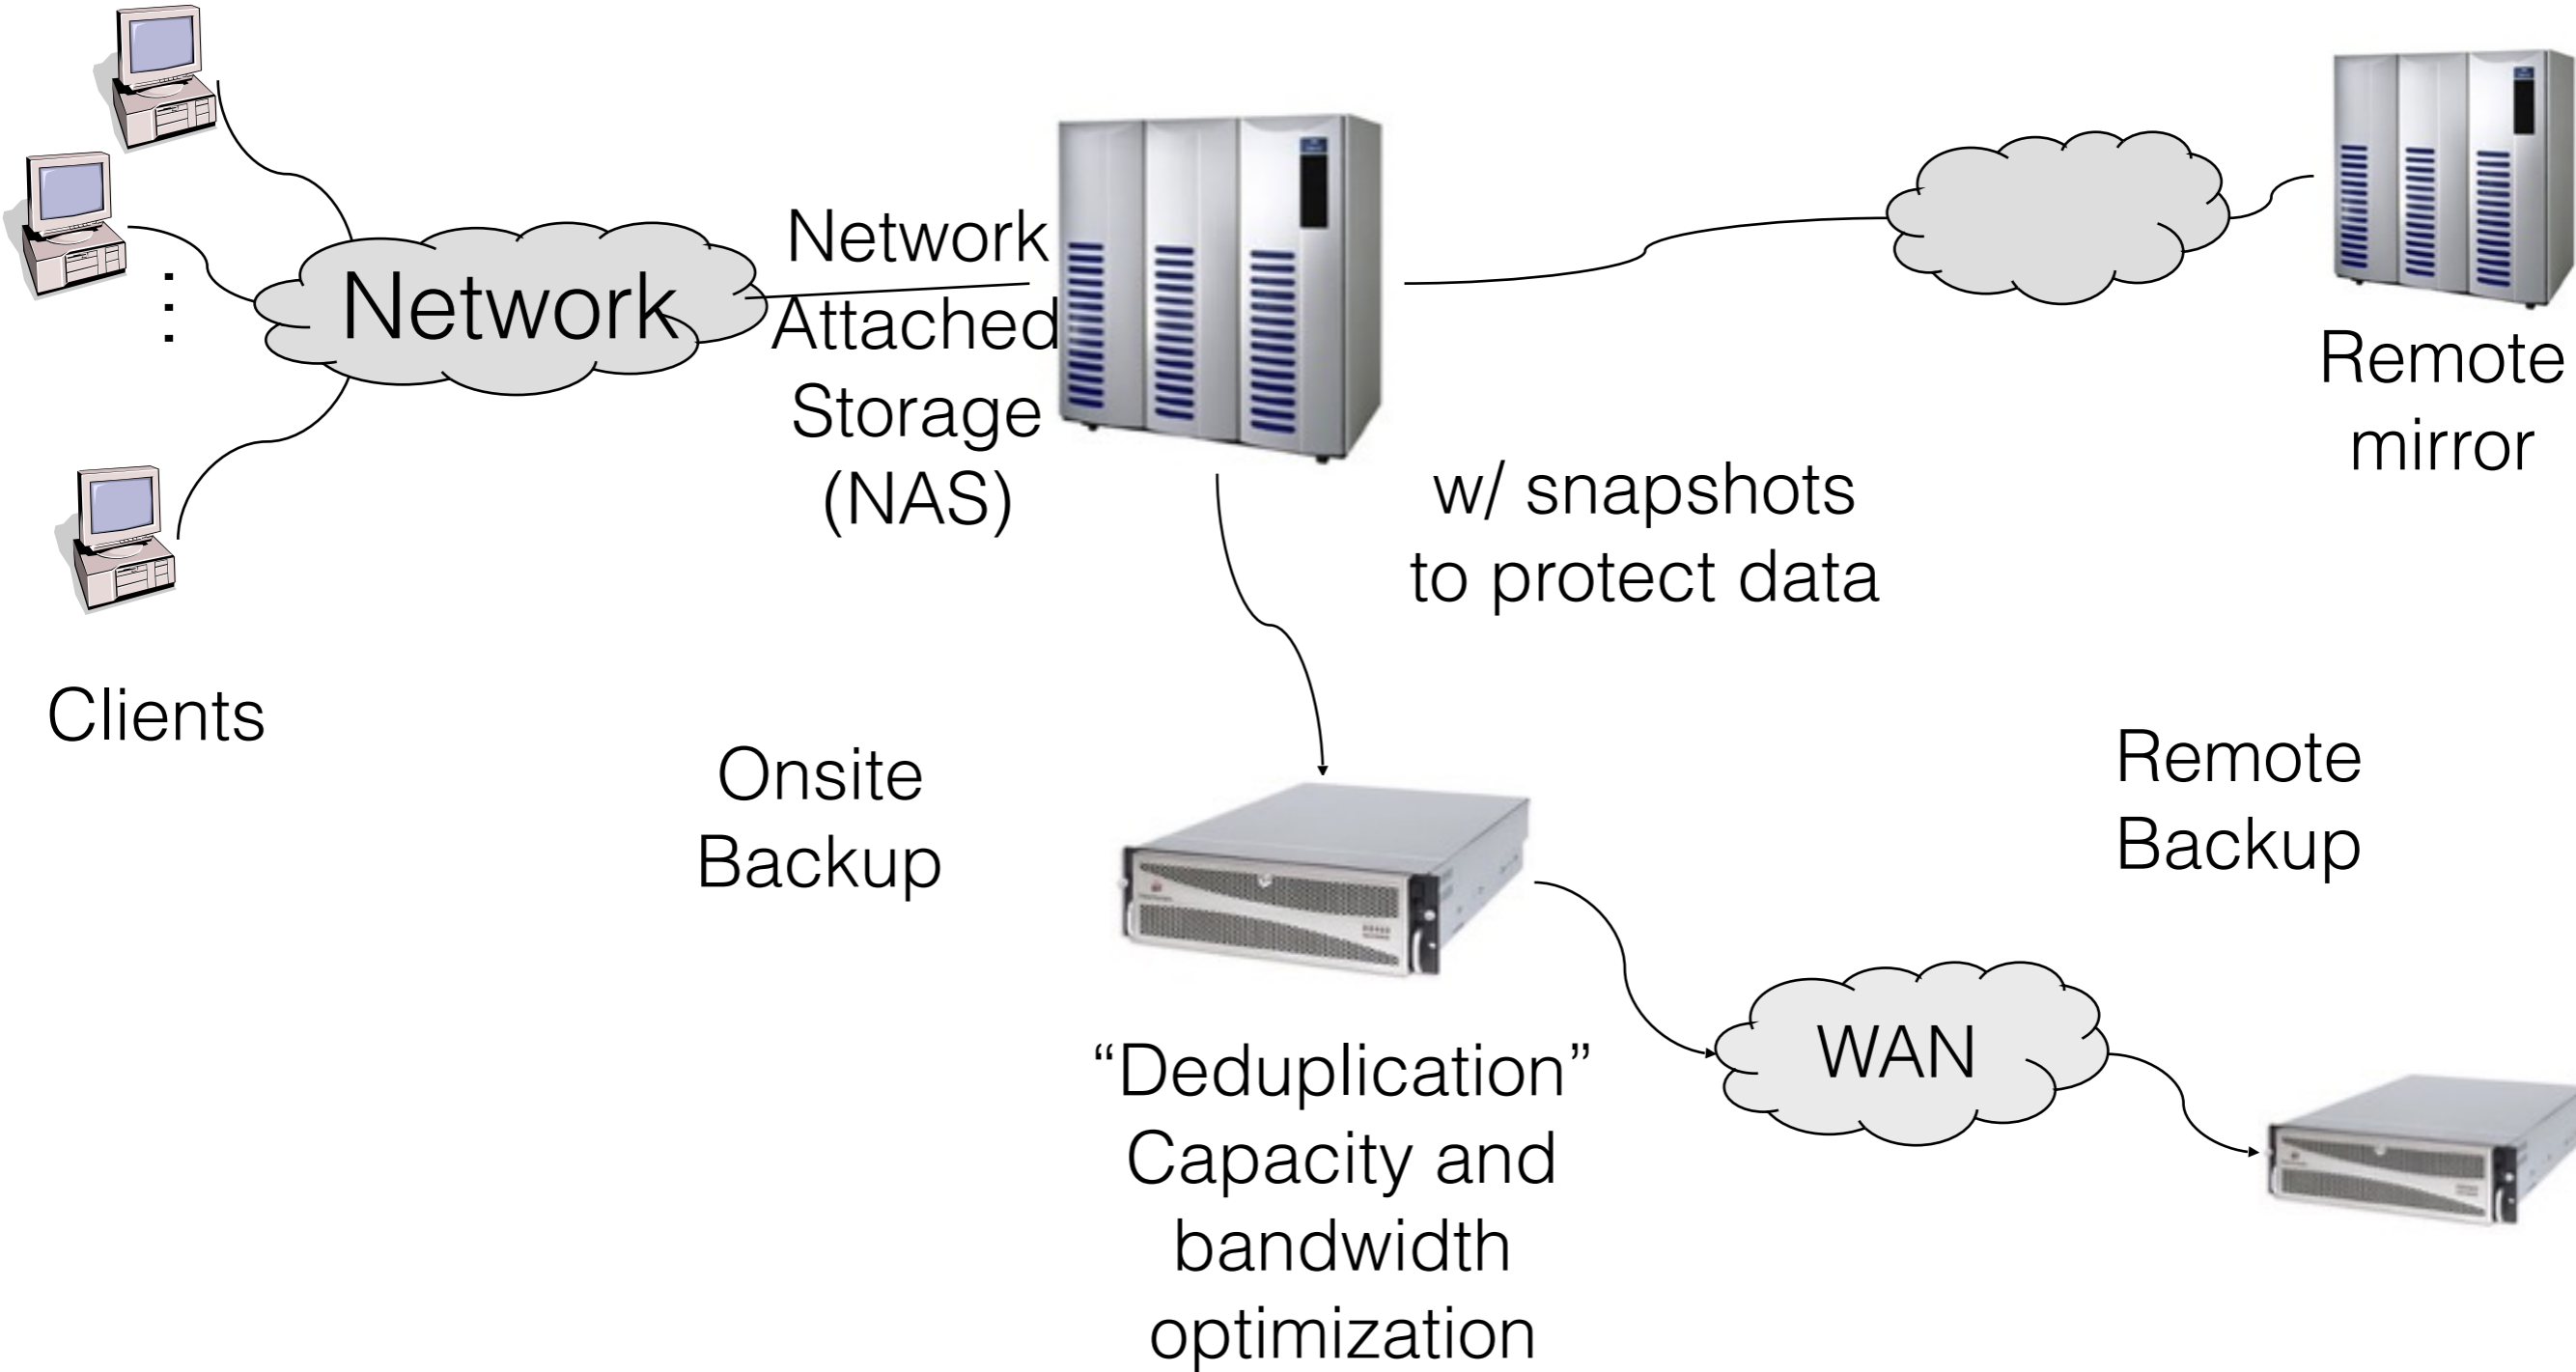 Network
Network
Attached
Storage
(NAS)
Remote
mirror
w/ snapshots
to protect data
Clients
Onsite
Backup
Remote
Backup
“Deduplication”
Capacity and
bandwidth
optimization
WAN